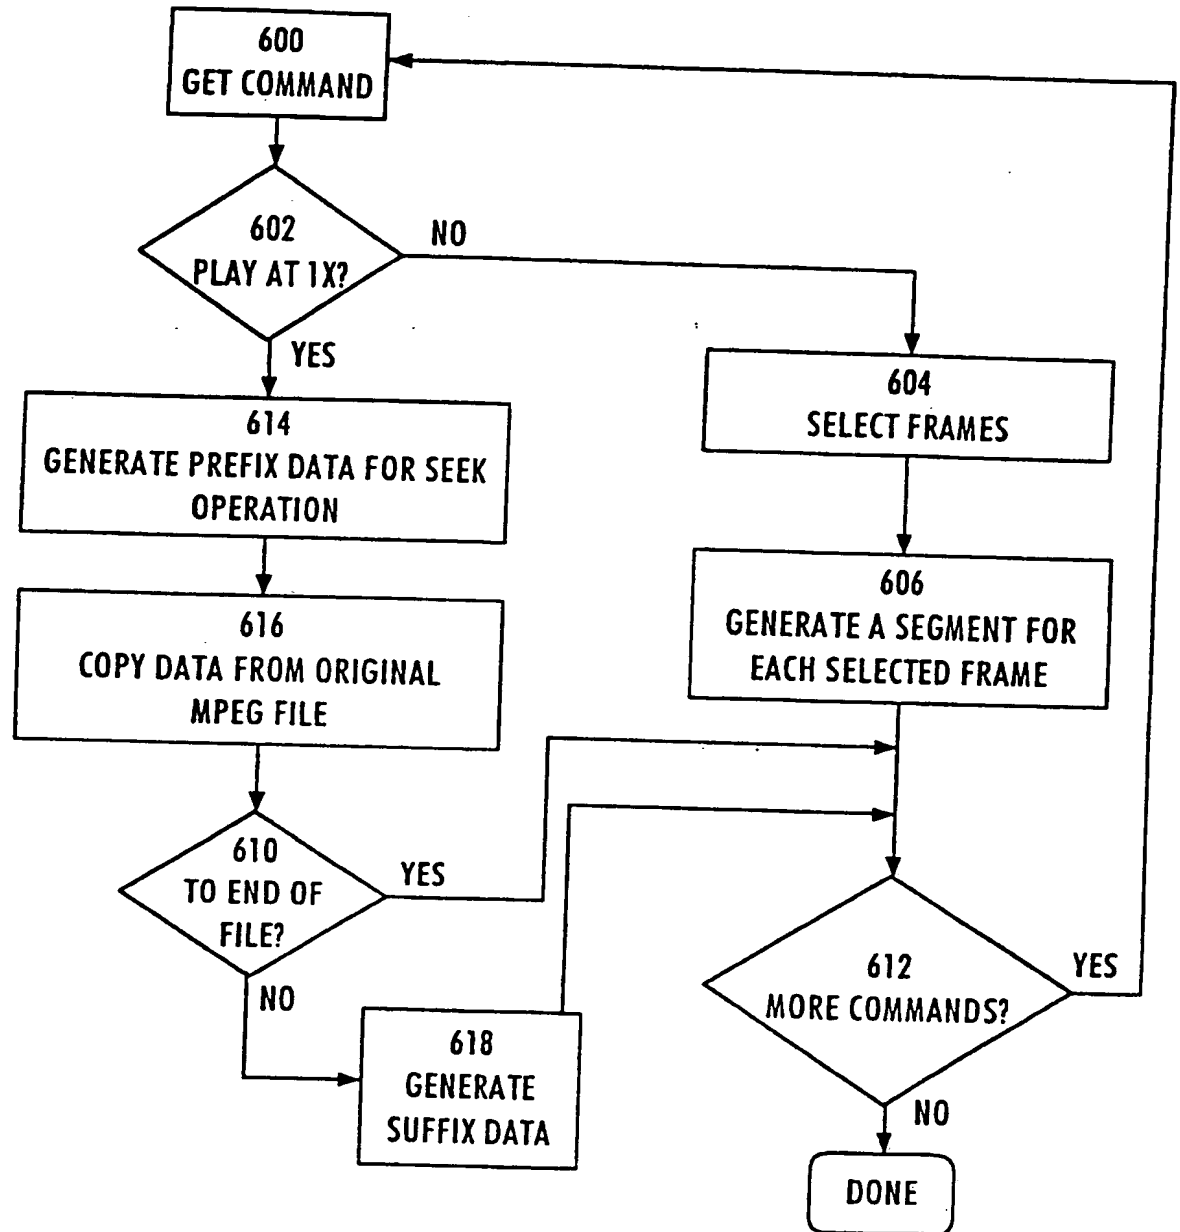 600
GET COMMAND
602
PLAY AT 1X?
NO
YES
604
SELECT FRAMES
614
GENERATE PREFIX DATA FOR SEEK
OPERATION
606
GENERATE A SEGMENT FOR
EACH SELECTED FRAME
616
COPY DATA FROM ORIGINAL
MPEG FILE
610
TO END OF
FILE?
YES
NO
618
GENERATE
SUFFIX DATA
612
MORE COMMANDS?
YES
NO
DONE